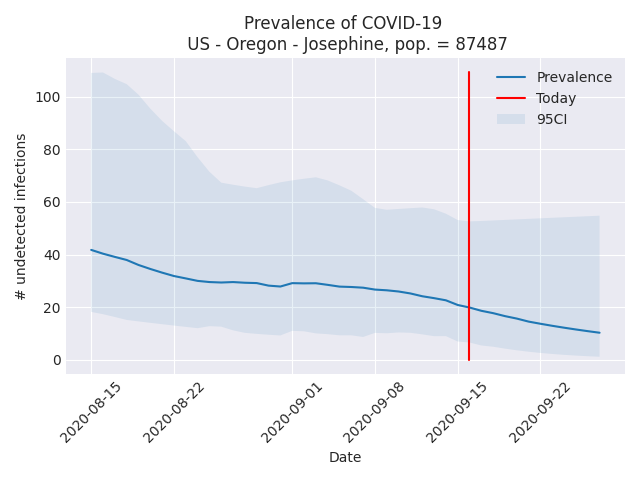 Prevalence of COVID-19
US - Oregon - Josephine, pop. = 87487
Prevalence
Today
95CI
# undetected infections
100
80
60
40
20
0
2020-08-15
2020-08-22
2020-09-01
2020-09-08
2020-09-15
2020-09-22
Date